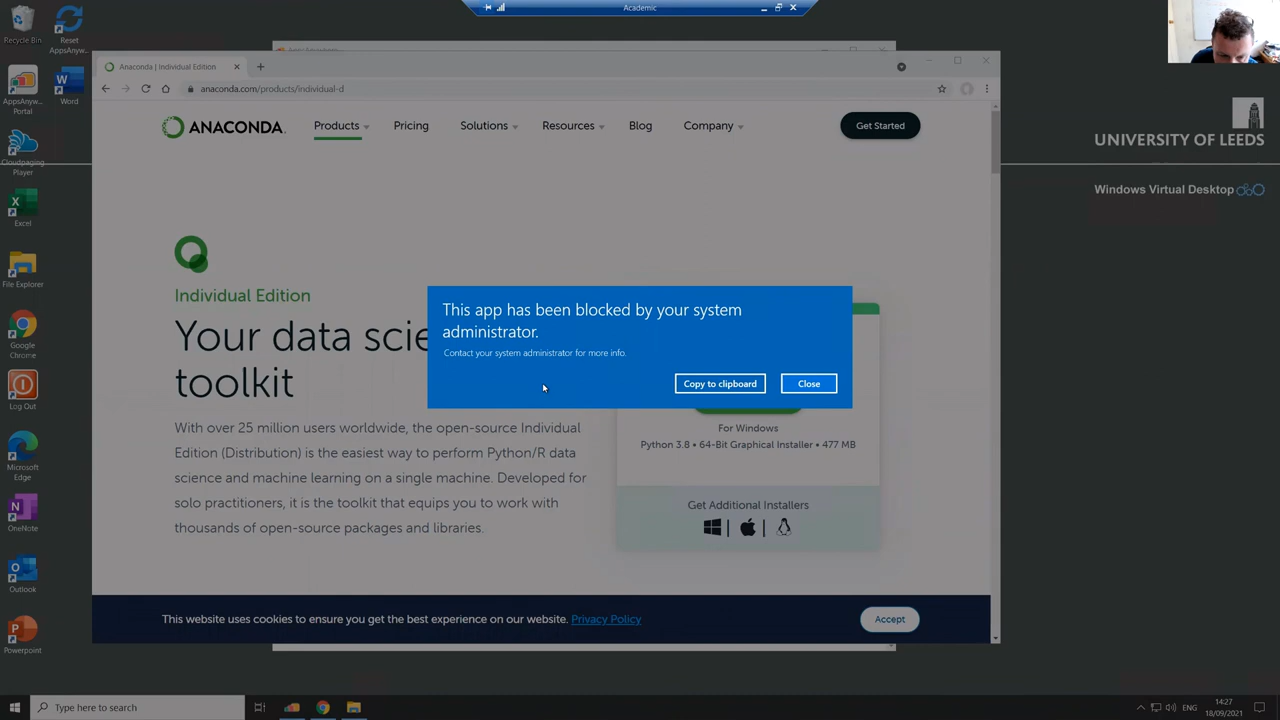 Academic
Recycle Bin
Reset
AppsAnyw...
AppsAnyw...
Portal
Word
Cloudpaging
Player
Excel
File Explorer
Google
Chrome
Log Out
Microsoft
Edge
OneNote
Outlook
Powerpoint
Anaconda | Individual Edition
anaconda.com/products/individual-d
ANACONDA.
Products
Pricing
Solutions
Resources
Blog
Company
Get Started
UNIVERSITY OF LEEDS
Windows Virtual Desktop
Individual Edition
Your data scie
toolkit
With over 25 million users worldwide, the open-source Individual
Edition (Distribution) is the easiest way to perform Python/R data
science and machine learning on a single machine. Developed for
solo practitioners, it is the toolkit that equips you to work with
thousands of open-source packages and libraries.
This app has been blocked by your system
administrator.
Contact your system administrator for more info.
Copy to clipboard
Close
For Windows
Python 3.8 • 64-Bit Graphical Installer • 477 MB
Get Additional Installers
This website uses cookies to ensure you get the best experience on our website. Privacy Policy
Accept
Type here to search
ENG
14:27
18/09/2021